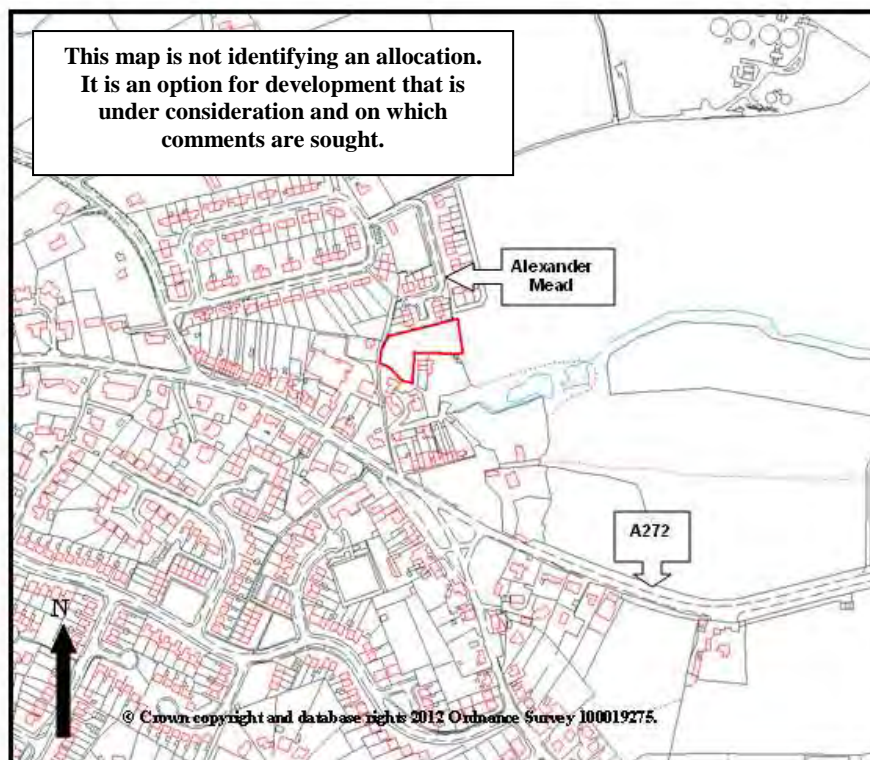 This map is not identifying an allocation.
It is an option for development that is
under consideration and on which
comments are sought.
Alexander
Mead
A272
N
© Crown copyright and database rights 2012 Ordnance Survey 100019275.